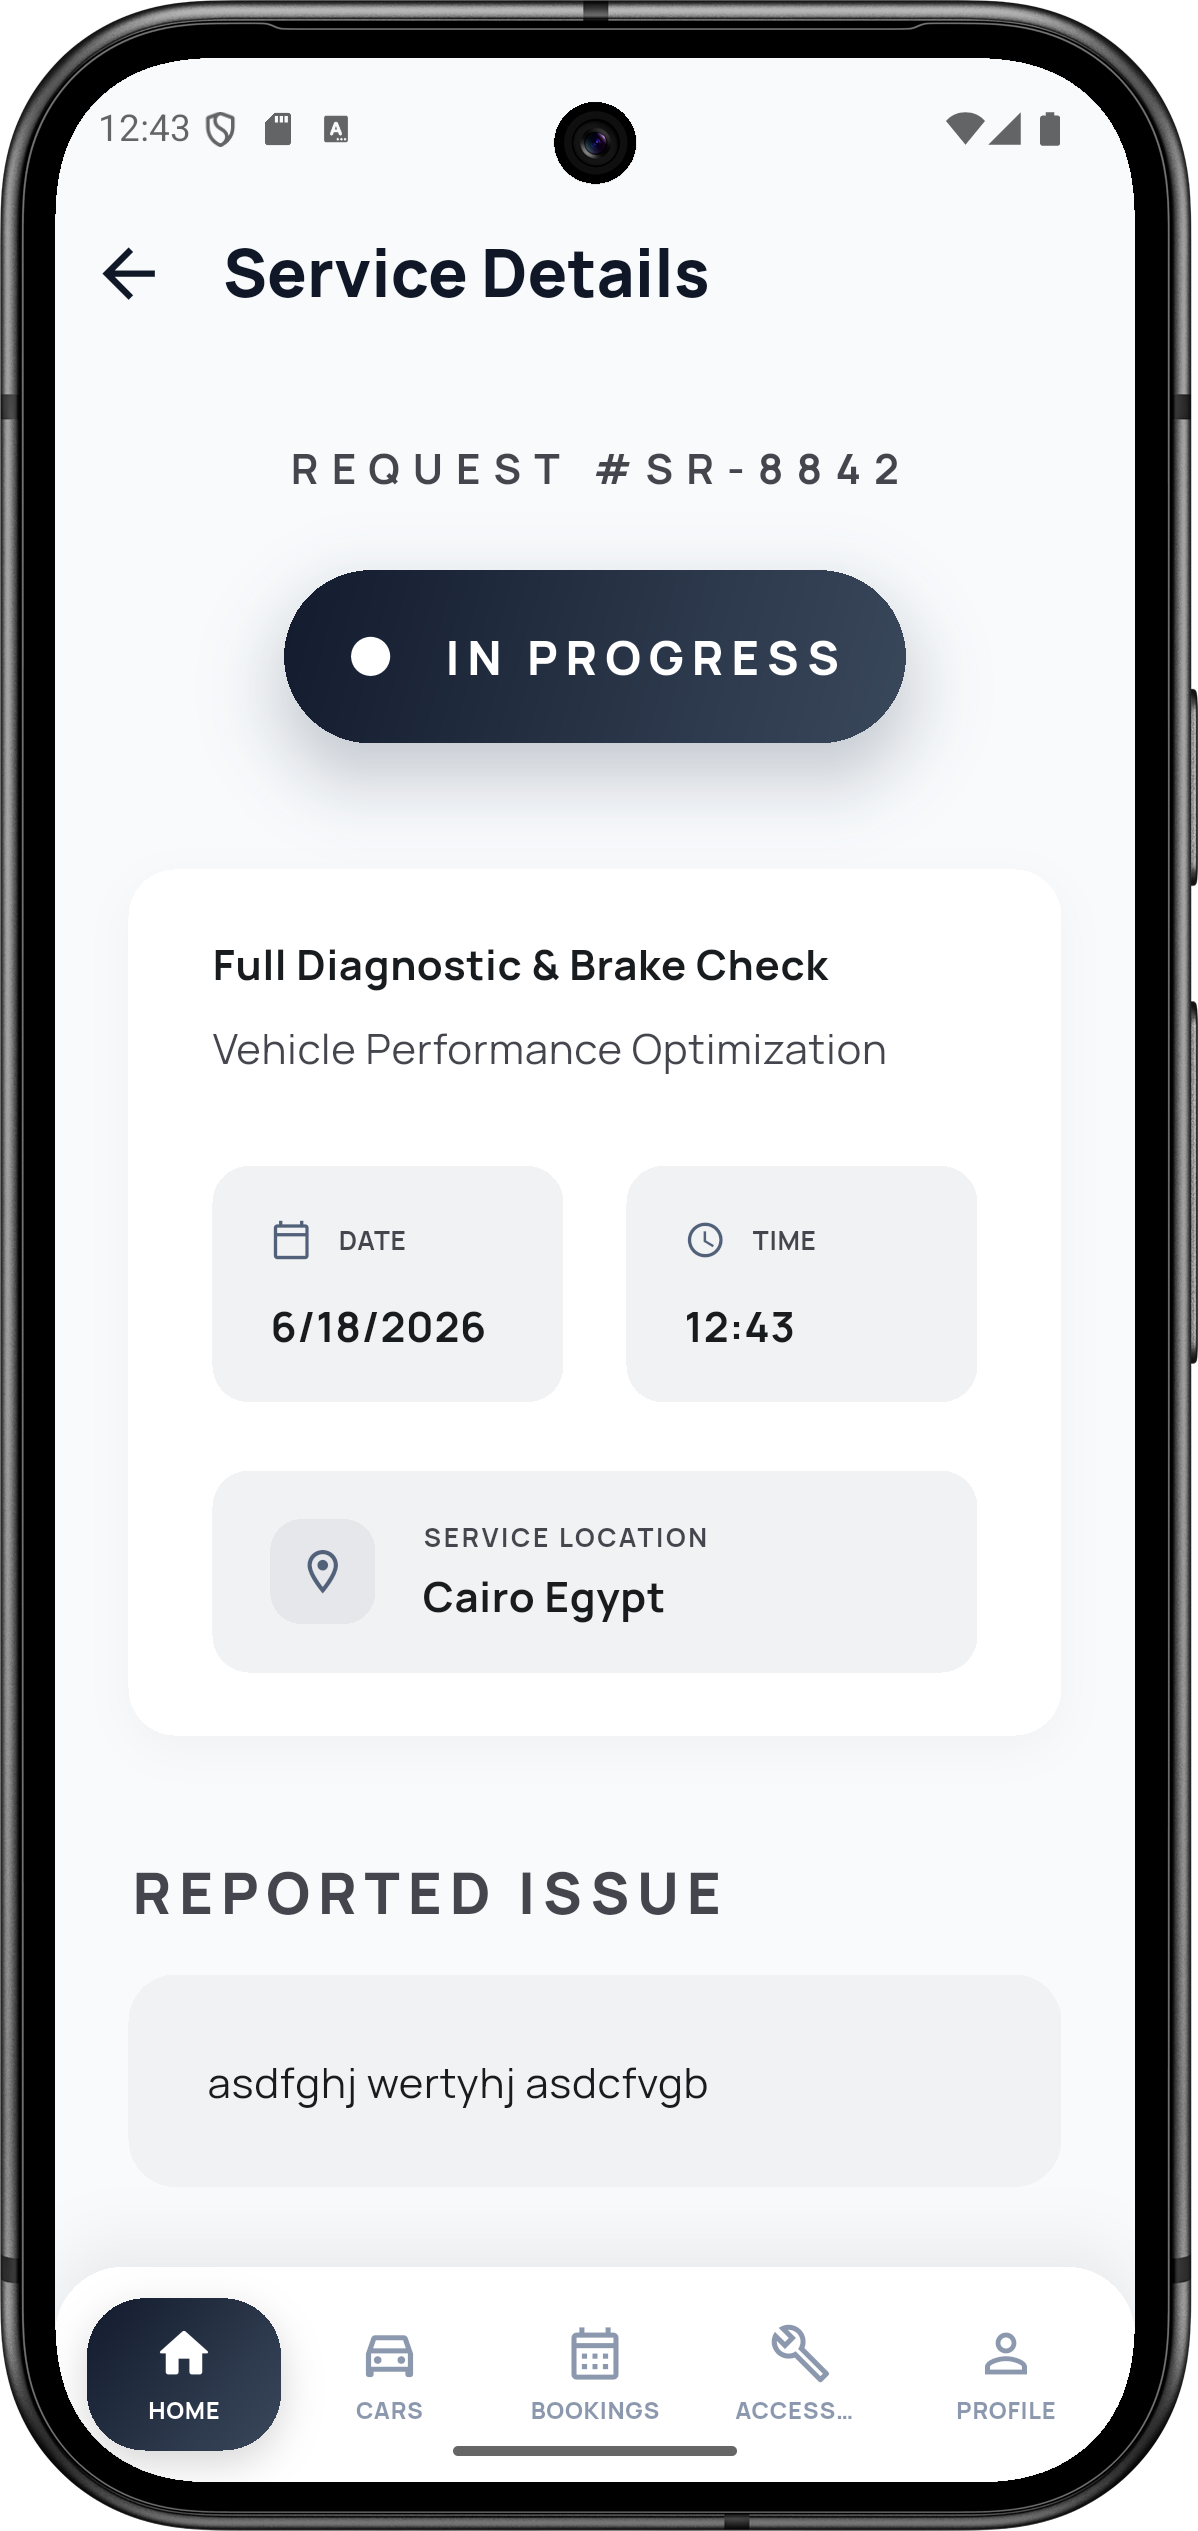 12:43
Service Details
REQUEST #SR-8842
IN PROGRESS
Full Diagnostic & Brake Check
Vehicle Performance Optimization
DATE
6/18/2026
TIME
12:43
SERVICE LOCATION
Cairo Egypt
REPORTED ISSUE
asdfghj wertyhj asdcfvgb
HOME
CARS
BOOKINGS
ACCESS...
PROFILE